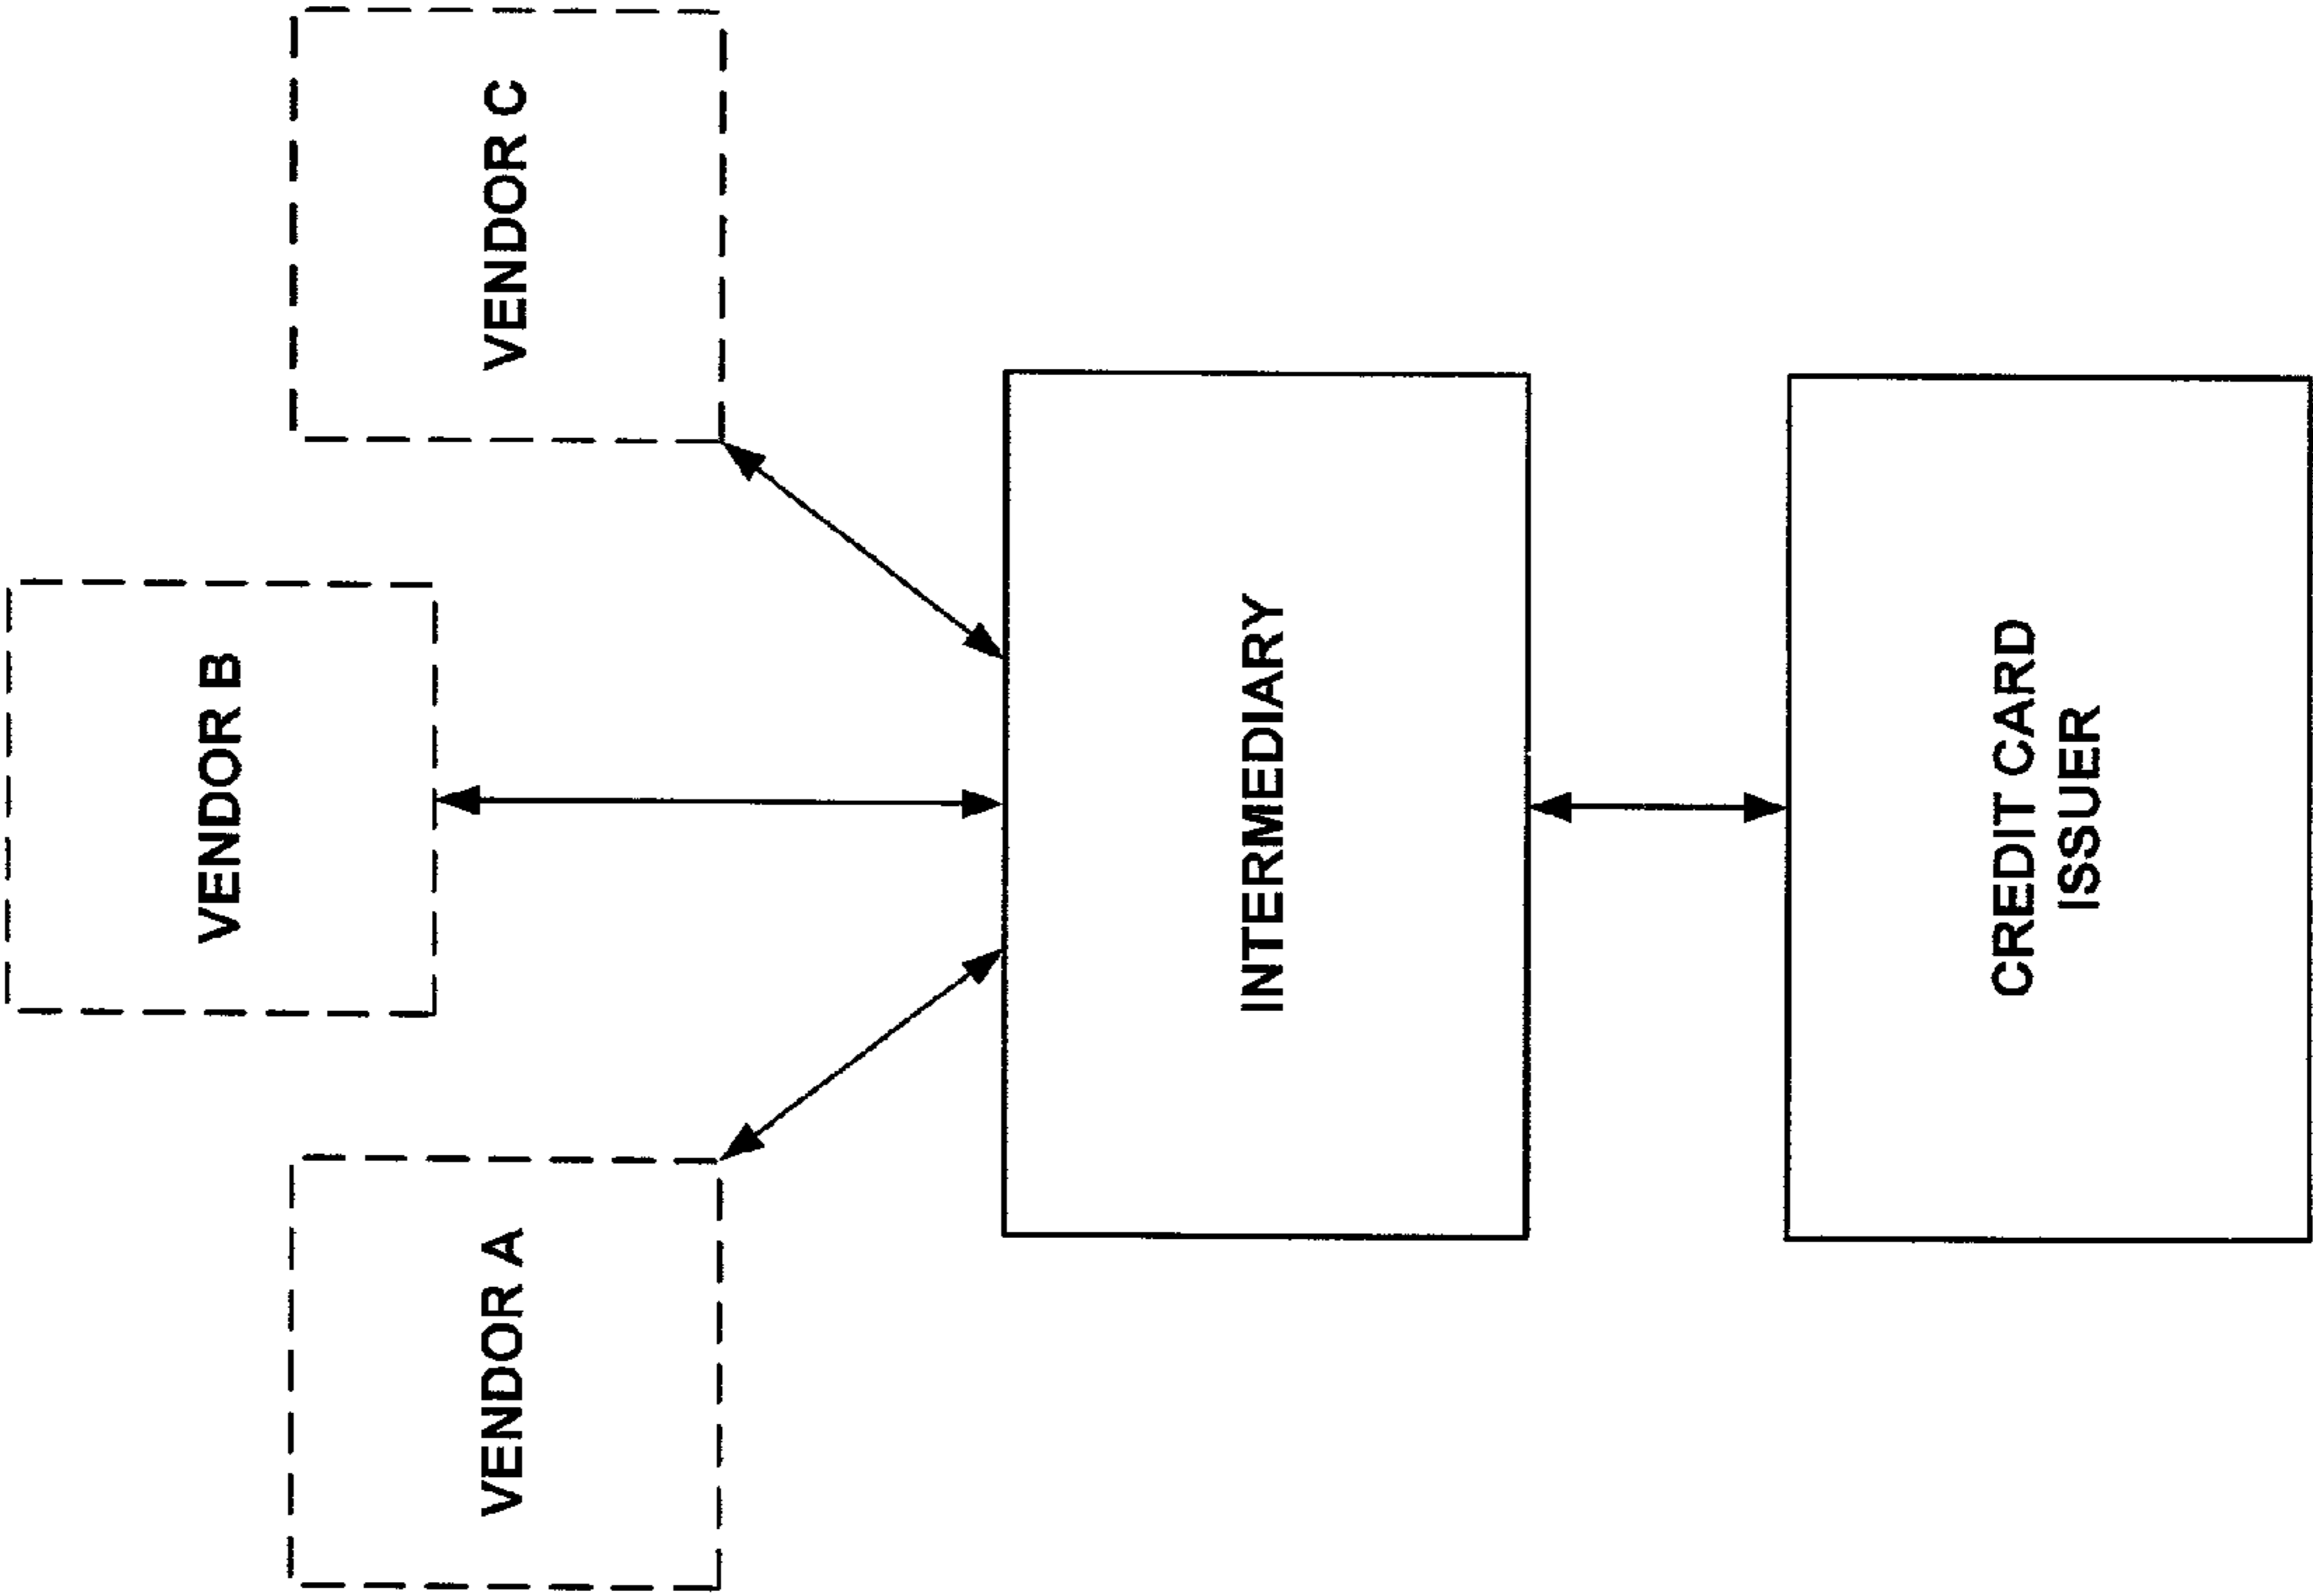 VENDOR A
VENDOR B
VENDOR C
INTERMEDIARY
CREDIT CARD
ISSUER